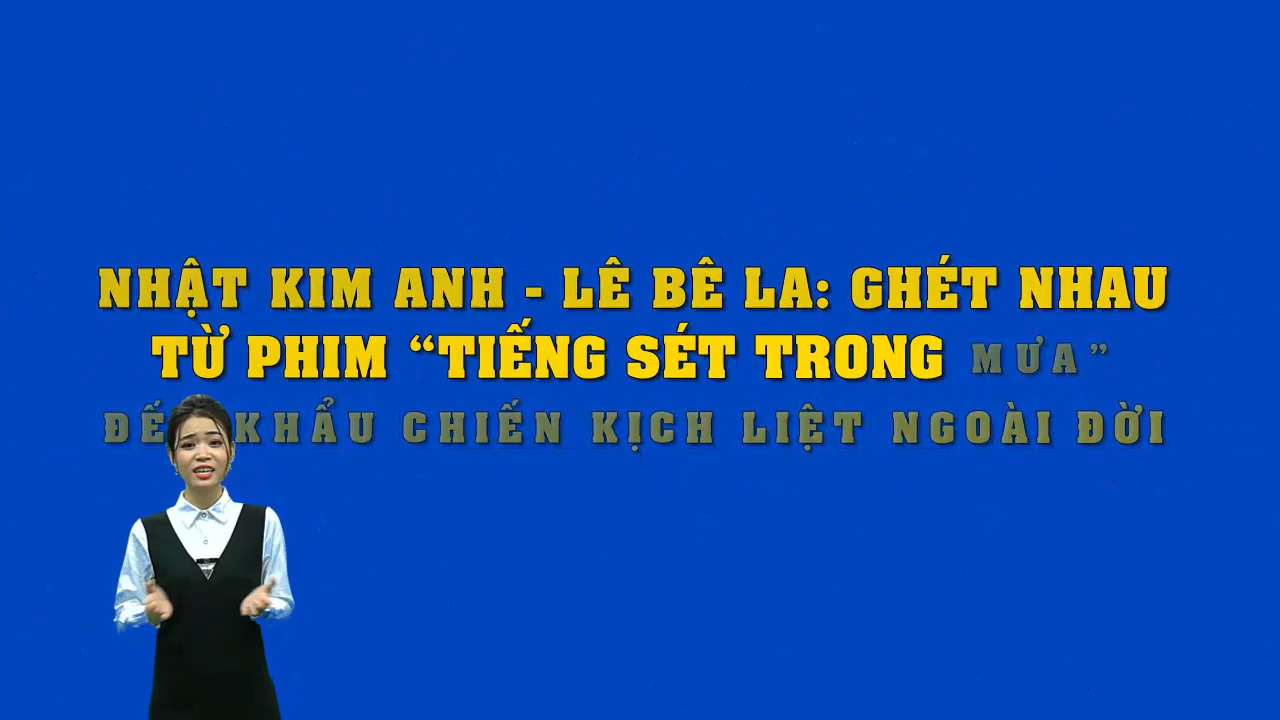 NHẬT KIM ANH - LÊ BÊ LA: GHÉT NHAU
TỪ PHIM “TIẾNG SÉT TRONG MƯA”
KHẨU CHIẾN KỊCH LIỆT NGOÀI ĐỜI